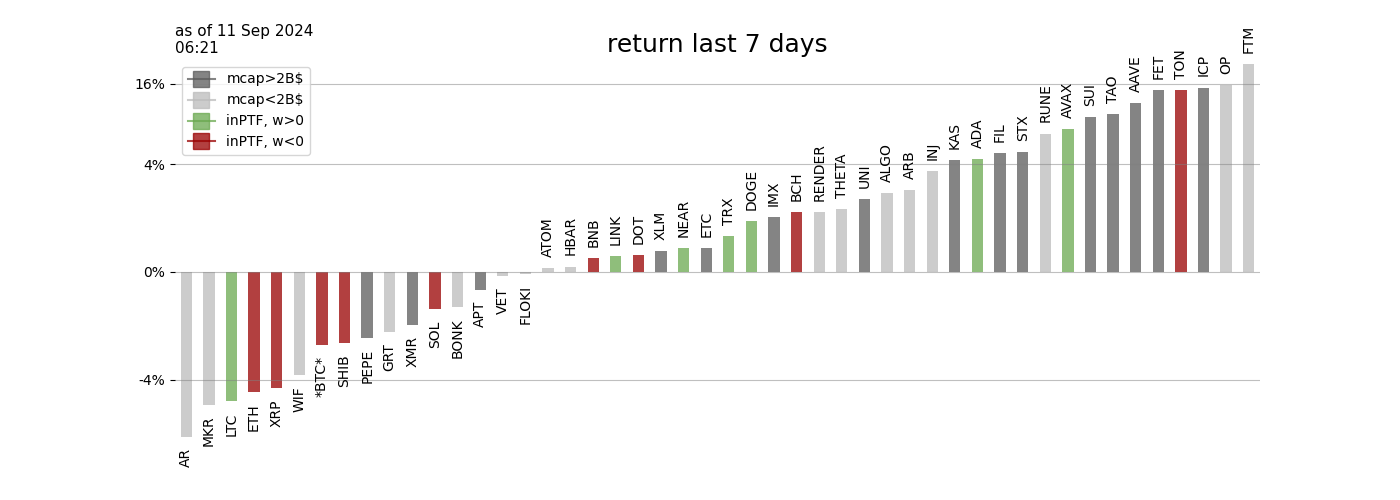 as of 11 Sep 2024
06:21
return last 7 days
mcap>2B$
mcap<2B$
inPTF, w>0
inPTF, w<0
16%
4%
0%
-4%
AR
MKR
LTC
ETH
XRP
WIF
*BTC*
SHIB
PEPE
GRT
XMR
SOL
BONK
APT
VET
FLOKI
ATOM
HBAR
BNB
LINK
DOT
XLM
NEAR
ETC
TRX
DOGE
IMX
BCH
RENDER
THETA
UNI
ALGO
ARB
INJ
KAS
ADA
FIL
STX
RUNE
AVAX
SUI
TAO
AAVE
FET
TON
ICP
OP
FTM